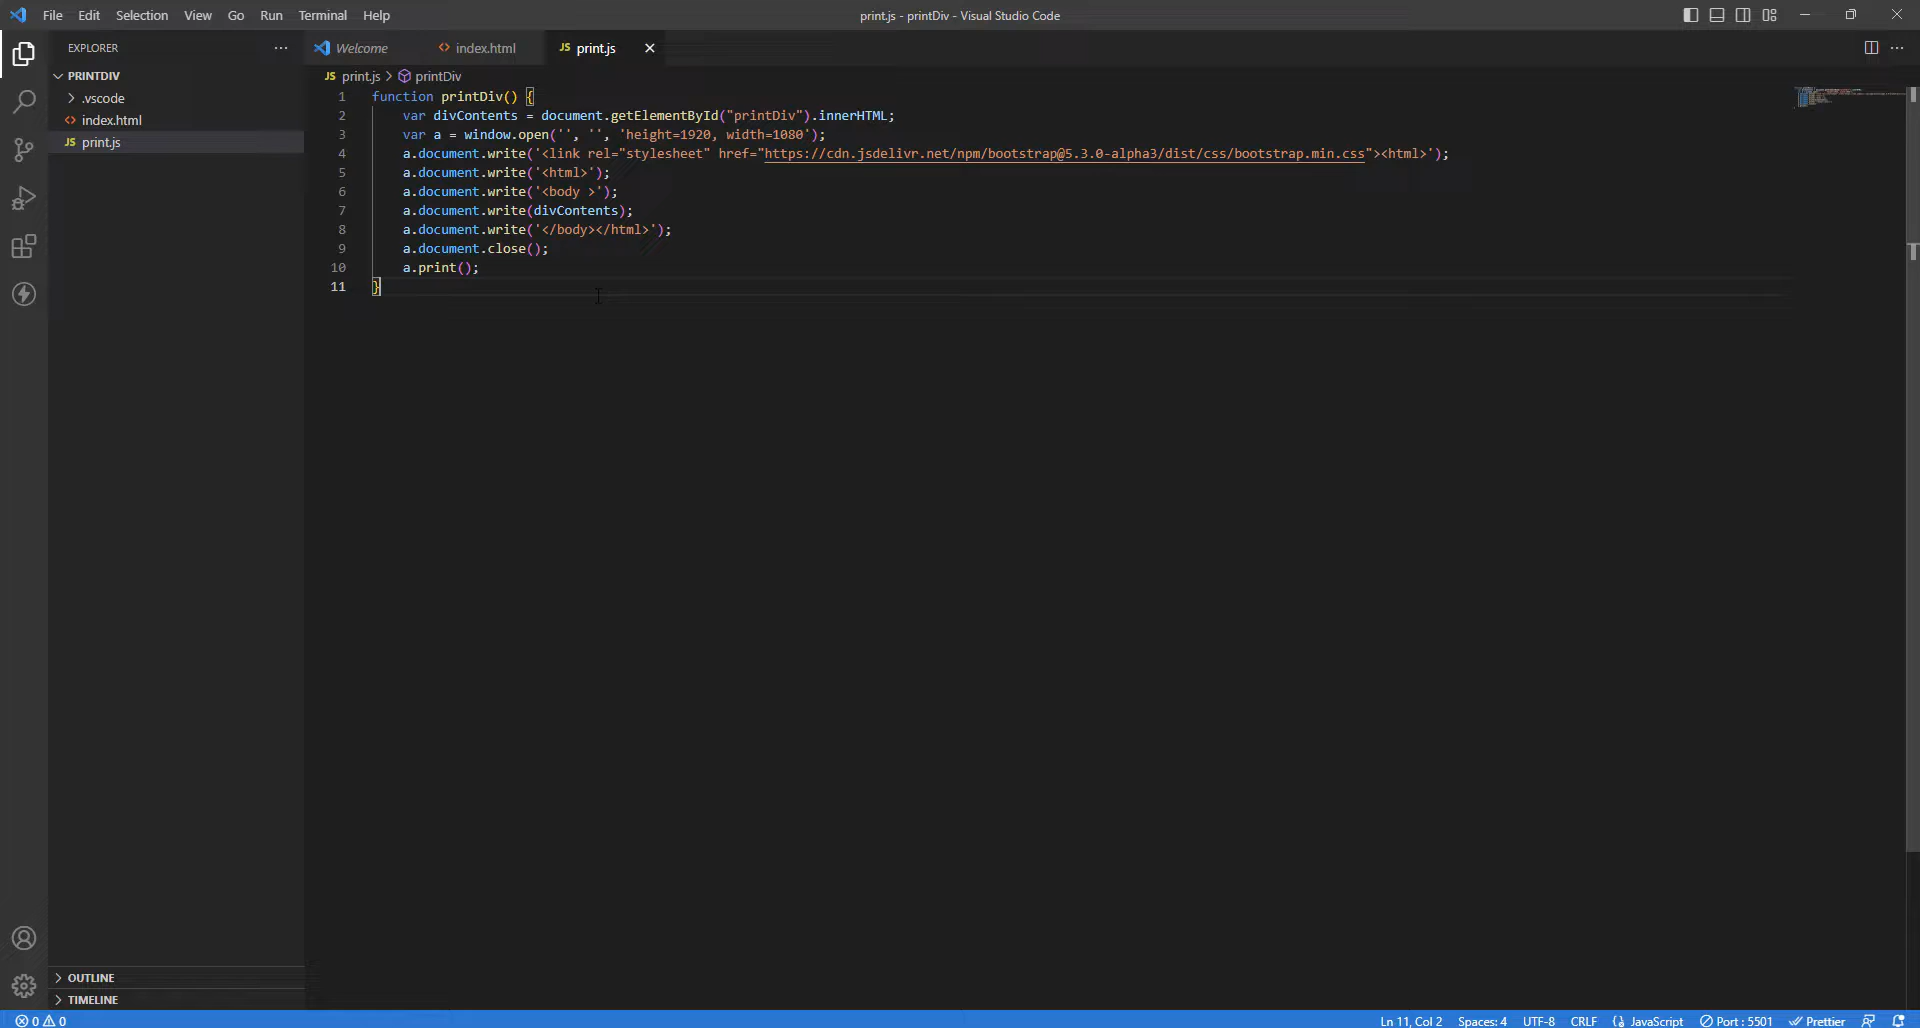 File Edit Selection View Go Run Terminal Help
print.js - printDiv - Visual Studio Code
EXPLORER
PRINTDIV
.vscode
index.html
JS print.js
Welcome
index.html
JS print.js
JS print.js > printDiv
1 function printDiv() {
2 var divContents = document.getElementById("printDiv").innerHTML;
3 var a = window.open('', '', 'height=1920, width=1080');
4 a.document.write('<link rel="stylesheet" href="https://cdn.jsdelivr.net/npm/bootstrap@5.3.0-alpha3/dist/css/bootstrap.min.css"><html>');
5 a.document.write('<html>');
6 a.document.write('<body >');
7 a.document.write(divContents);
8 a.document.write('</body></html>');
9 a.document.close();
10 a.print();
11 }
OUTLINE
TIMELINE
0 0
Ln 11, Col 2 Spaces: 4 UTF-8 CRLF {} JavaScript Port : 5501 Prettier